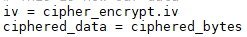 iv = cipher_encrypt.iv
ciphered_data = ciphered_bytes